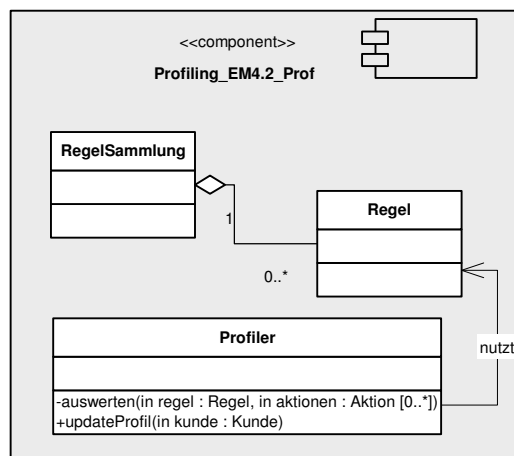 <<component>>
Profiling_EM4.2_Prof
RegelSammlung
Regel
1
0..*
Profiler
nutzt
-auswerten(in regel : Regel, in aktionen : Aktion [0..*])
+updateProfil(in kunde : Kunde)